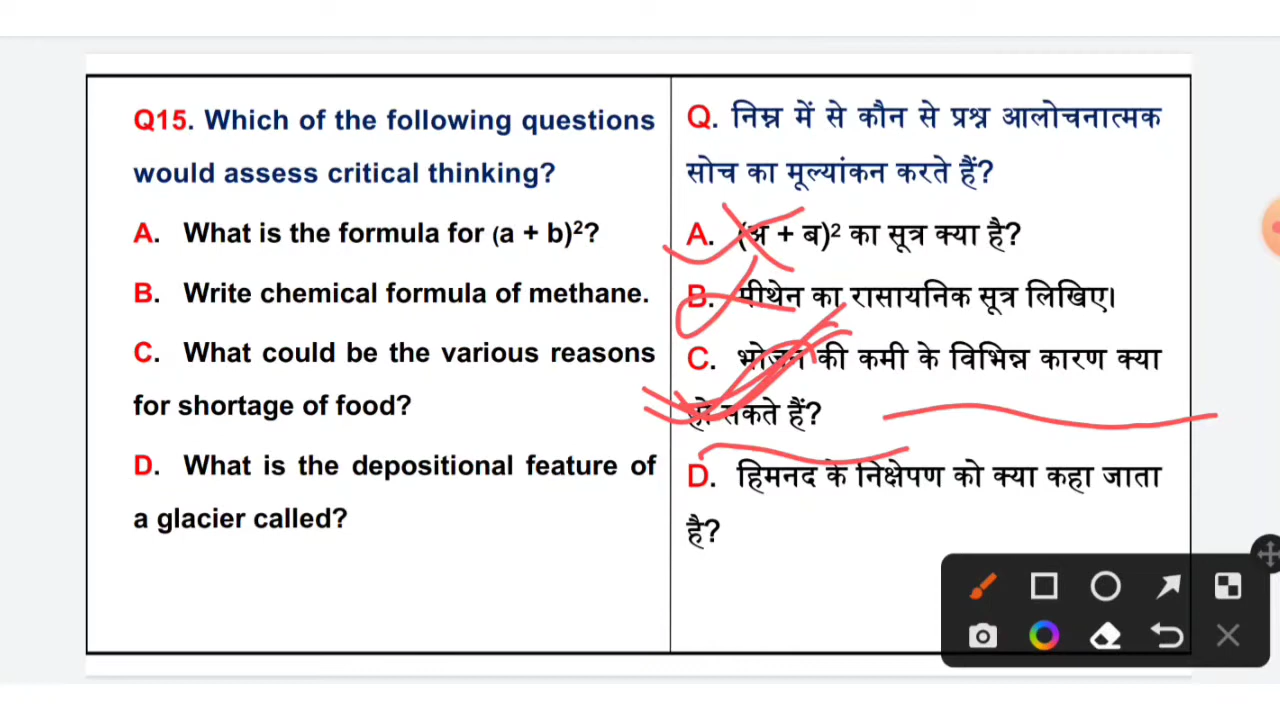 Q15. Which of the following questions
would assess critical thinking?
A. What is the formula for (a + b)²?
B. Write chemical formula of methane.
C. What could be the various reasons
for shortage of food?
D. What is the depositional feature of
a glacier called?
Q. निम्न में से कौन से प्रश्न आलोचनात्मक
सोच का मूल्यांकन करते हैं?
A. (अ + ब)² का सूत्र क्या है?
B. मीथेन का रासायनिक सूत्र लिखिए।
C. भोजन की कमी के विभिन्न कारण क्या
हो सकते हैं?
D. हिमनद के निक्षेपण को क्या कहा जाता
है?